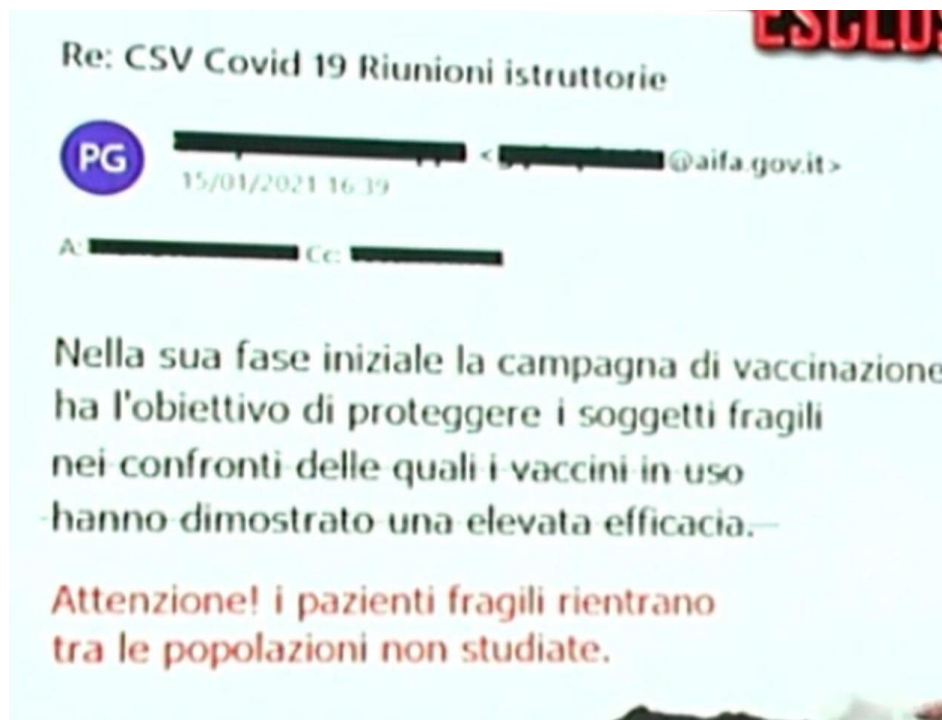 ESCLUS
Re: CSV Covid 19 Riunioni istruttorie
PG
< @aifa.gov.it>
15/01/2021 16:39
A: Cc:
Nella sua fase iniziale la campagna di vaccinazione
ha l'obiettivo di proteggere i soggetti fragili
nei confronti delle quali i vaccini in uso
hanno dimostrato una elevata efficacia.
Attenzione! i pazienti fragili rientrano
tra le popolazioni non studiate.